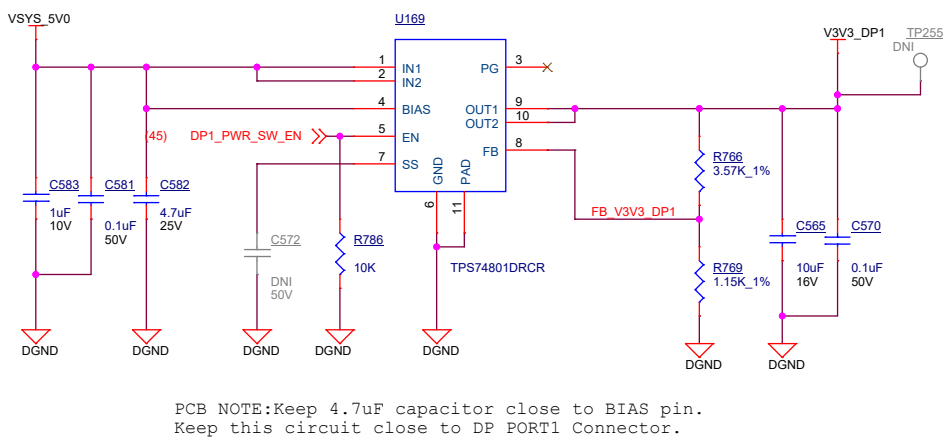 VSYS_5V0
U169
V3V3_DP1
TP255
DNI
1 IN1
2 IN2
4 BIAS
5 EN
7 SS
PG 3
OUT1 9
OUT2 10
FB 8
GND
PAD
6
11
(45) DP1_PWR_SW_EN
R766
3.57K_1%
FB_V3V3_DP1
C583
1uF
10V
C581
0.1uF
50V
C582
4.7uF
25V
C572
DNI
50V
R786
10K
TPS74801DRCR
R769
1.15K_1%
C565
10uF
16V
C570
0.1uF
50V
DGND
DGND
DGND
DGND
DGND
DGND
DGND
PCB NOTE:Keep 4.7uF capacitor close to BIAS pin.
Keep this circuit close to DP PORT1 Connector.